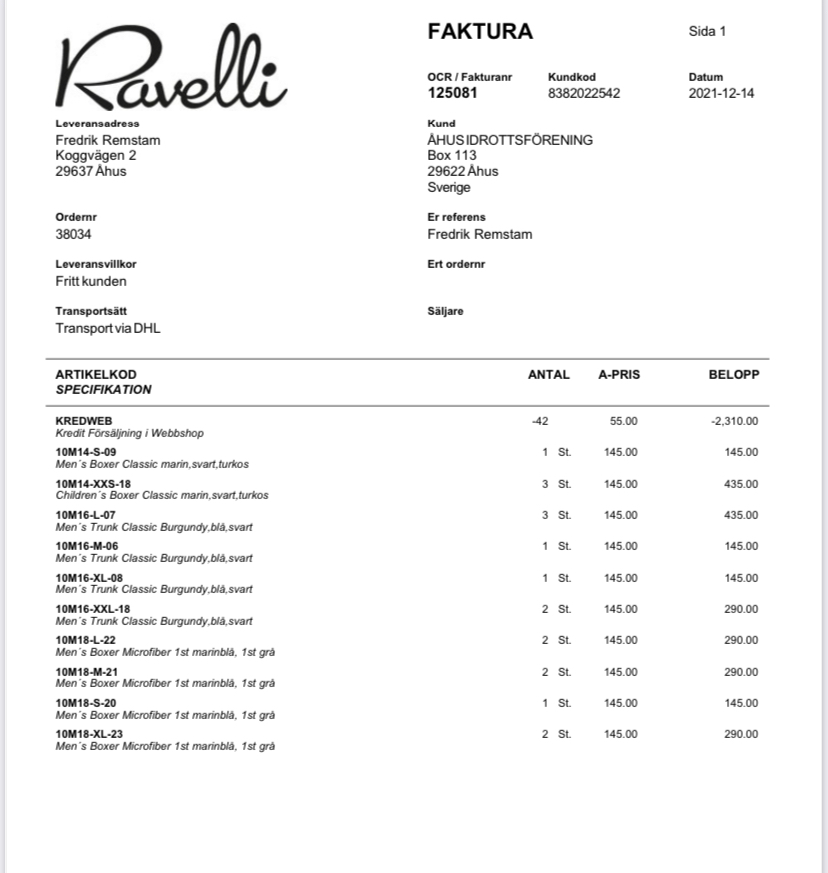 Ravelli
FAKTURA
Sida 1
OCR / Fakturanr Kundkod Datum
125081 8382022542 2021-12-14
Leveransadress
Fredrik Remstam
Koggvägen 2
29637 Åhus
Kund
ÅHUS IDROTTSFÖRENING
Box 113
29622 Åhus
Sverige
Ordernr
38034
Er referens
Fredrik Remstam
Leveransvillkor
Fritt kunden
Ert ordernr
Transportsätt
Transport via DHL
Säljare
ARTIKELKOD ANTAL A-PRIS BELOPP
SPECIFIKATION
KREDWEB -42 55.00 -2,310.00
Kredit Försäljning i Webbshop
10M14-S-09 1 St. 145.00 145.00
Men´s Boxer Classic marin,svart,turkos
10M14-XXS-18 3 St. 145.00 435.00
Children´s Boxer Classic marin,svart,turkos
10M16-L-07 3 St. 145.00 435.00
Men´s Trunk Classic Burgundy,blå,svart
10M16-M-06 1 St. 145.00 145.00
Men´s Trunk Classic Burgundy,blå,svart
10M16-XL-08 1 St. 145.00 145.00
Men´s Trunk Classic Burgundy,blå,svart
10M16-XXL-18 2 St. 145.00 290.00
Men´s Trunk Classic Burgundy,blå,svart
10M18-L-22 2 St. 145.00 290.00
Men´s Boxer Microfiber 1st marinblå, 1st grå
10M18-M-21 2 St. 145.00 290.00
Men´s Boxer Microfiber 1st marinblå, 1st grå
10M18-S-20 1 St. 145.00 145.00
Men´s Boxer Microfiber 1st marinblå, 1st grå
10M18-XL-23 2 St. 145.00 290.00
Men´s Boxer Microfiber 1st marinblå, 1st grå